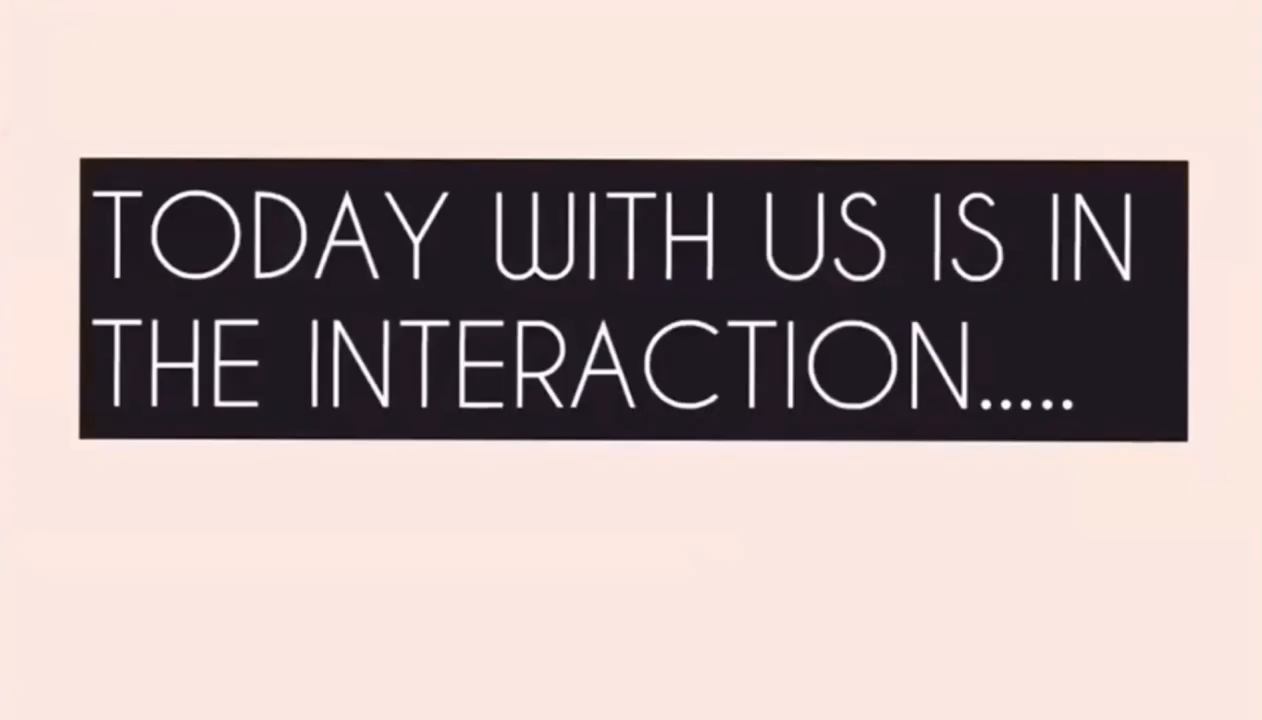 TODAY WITH US IS IN
THE INTERACTION.....